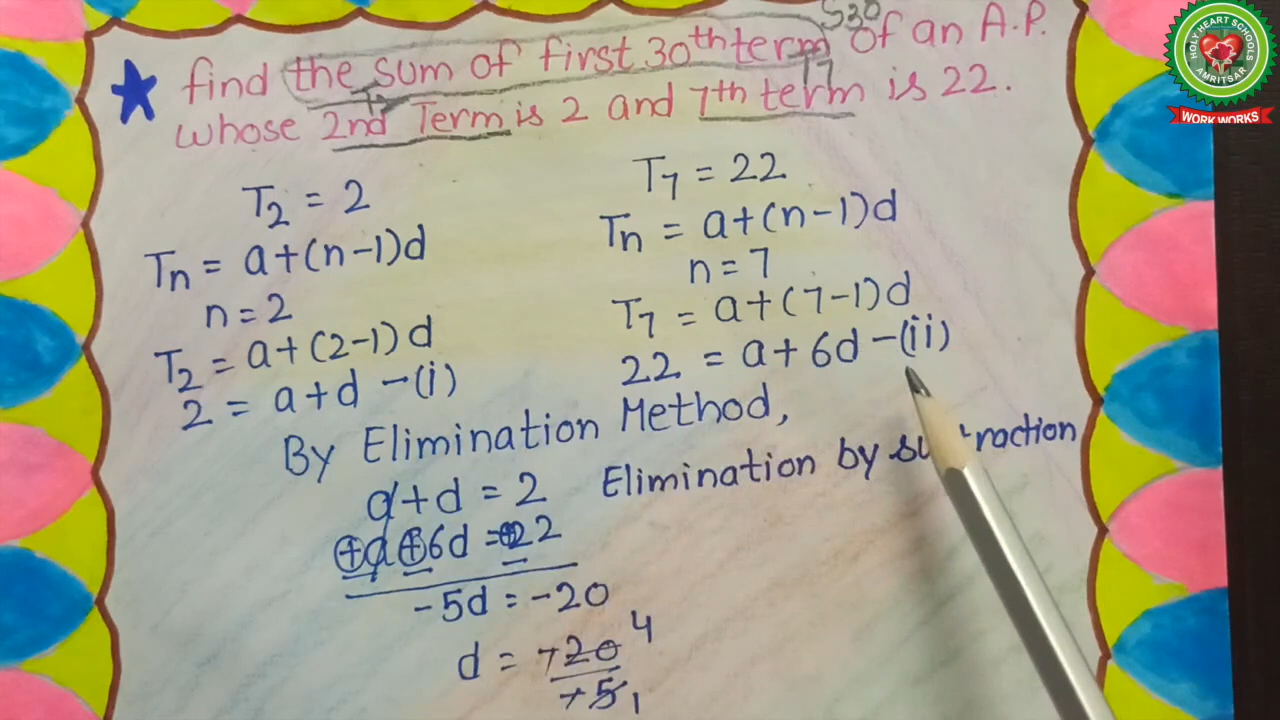 S30
★ find the sum of first 30th term of an A.P.
T2 T7
whose 2nd Term is 2 and 7th term is 22.
T2 = 2
Tn = a+(n-1)d
n = 2
T2 = a+(2-1)d
2 = a+d -(i)
T7 = 22
Tn = a+(n-1)d
n = 7
T7 = a+(7-1)d
22 = a+6d -(ii)
By Elimination Method,
a+d = 2 Elimination by
+a+6d = +22
-5d = -20
d = -20 4
-5 1
HOLY HEART SCHOOLS
AMRITSAR
WORK WORKS